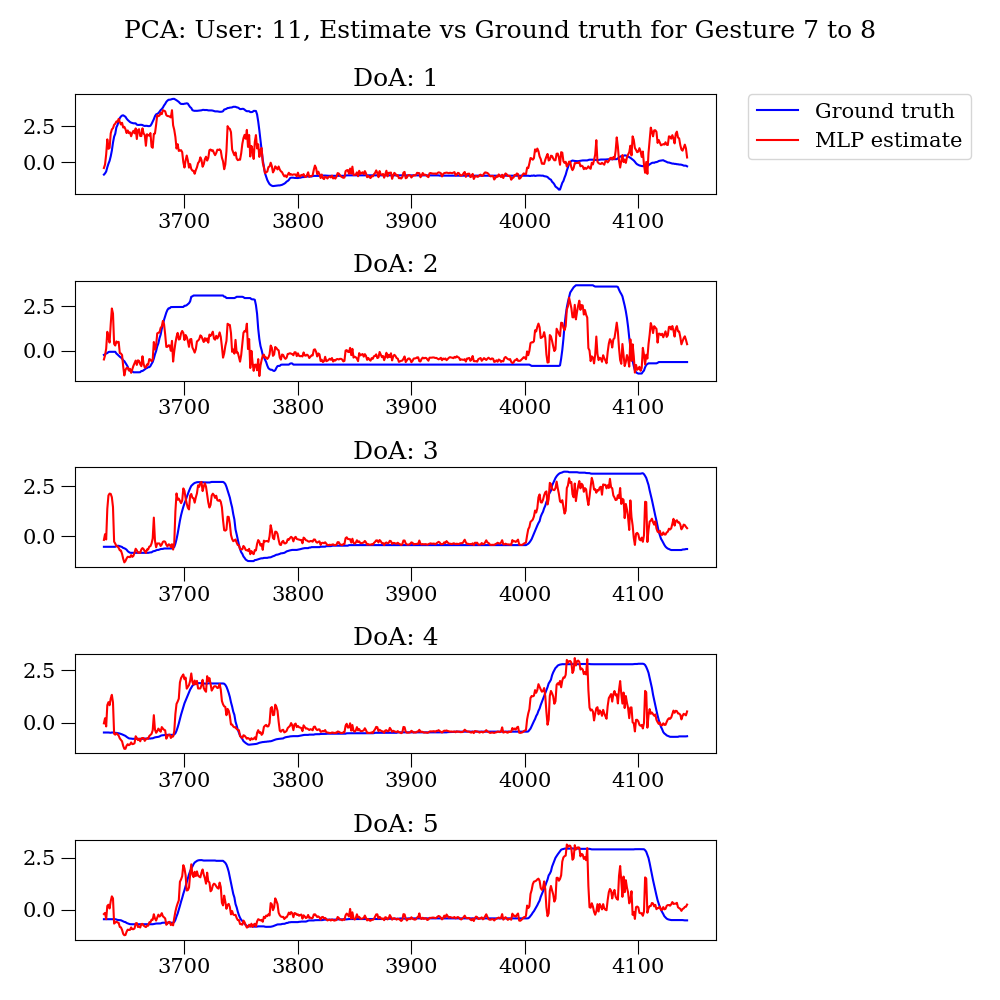 PCA: User: 11, Estimate vs Ground truth for Gesture 7 to 8
DoA: 1
Ground truth
MLP estimate
2.5
0.0
3700 3800 3900 4000 4100
DoA: 2
2.5
0.0
3700 3800 3900 4000 4100
DoA: 3
2.5
0.0
3700 3800 3900 4000 4100
DoA: 4
2.5
0.0
3700 3800 3900 4000 4100
DoA: 5
2.5
0.0
3700 3800 3900 4000 4100